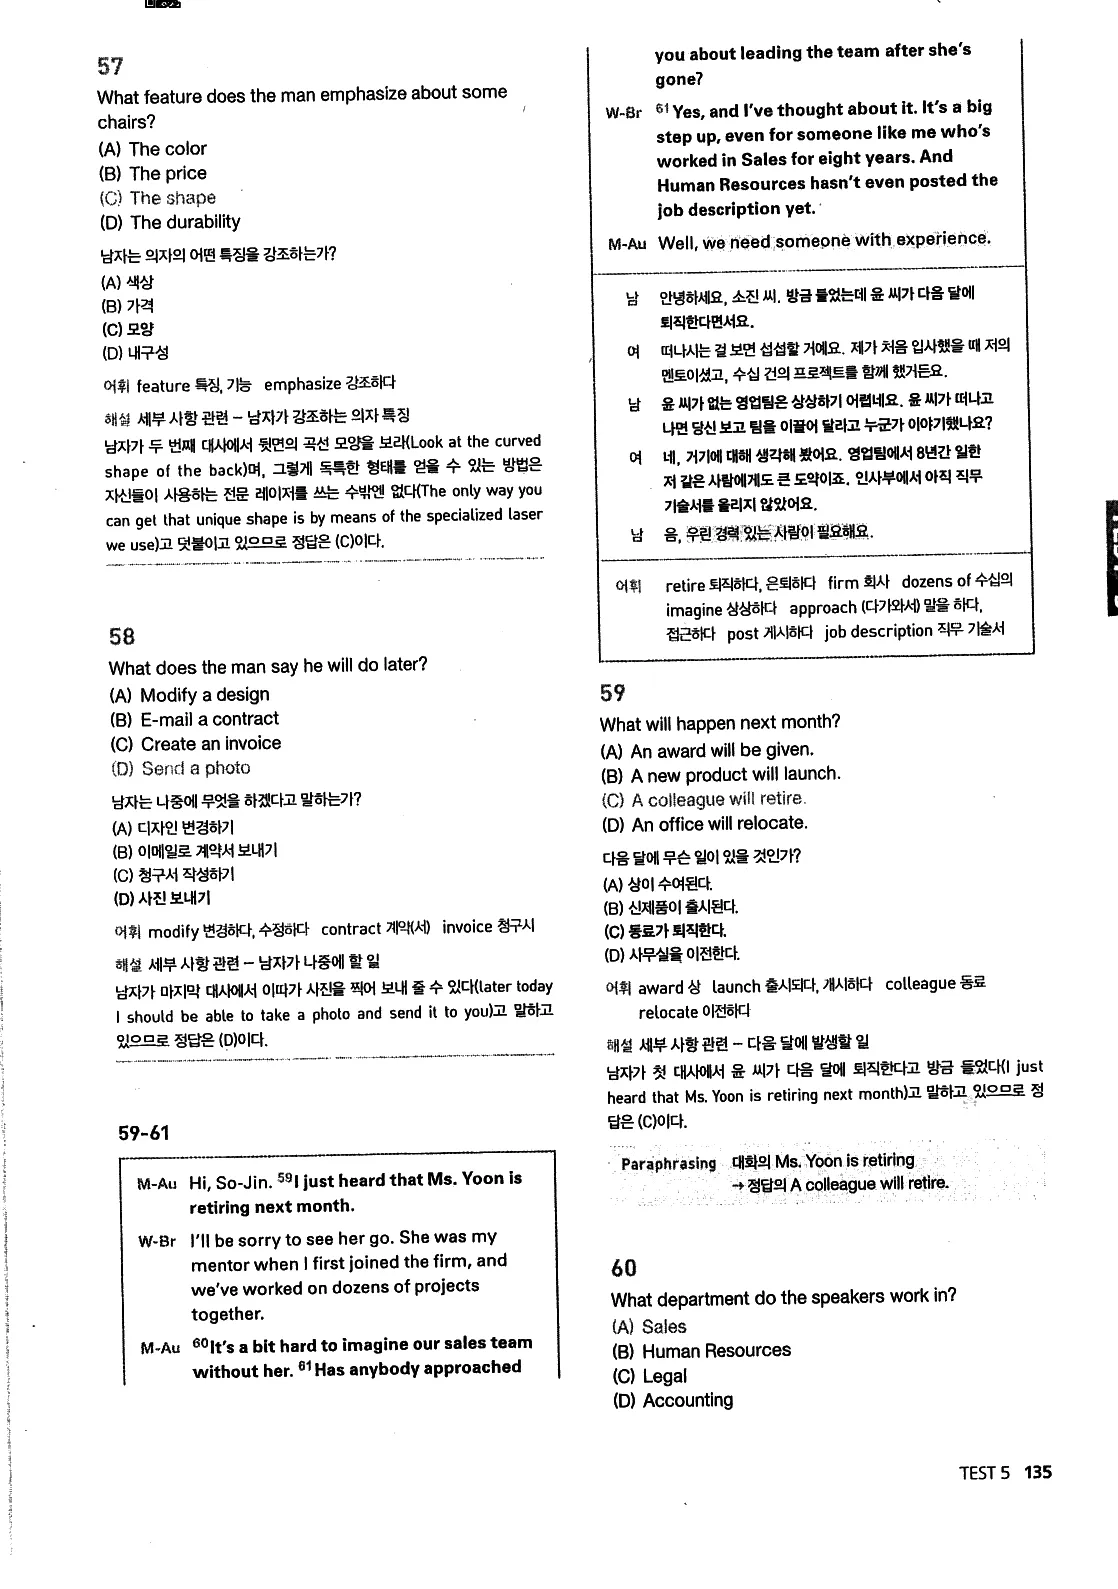 57
What feature does the man emphasize about some
chairs?
(A) The color
(B) The price
(C) The shape
(D) The durability
남자는 의자의 어떤 특징을 강조하는가?
(A) 색상
(B) 가격
(C) 모양
(D) 내구성
어휘 feature 특징, 기능 emphasize 강조하다
해설 세부 사항 관련 – 남자가 강조하는 의자 특징
남자가 두 번째 대사에서 뒷면의 곡선 모양을 보라(Look at the curved
shape of the back)며, 그렇게 독특한 형태를 얻을 수 있는 방법은
자신들이 사용하는 전문 레이저를 쓰는 수밖엔 없다(The only way you
can get that unique shape is by means of the specialized laser
we use)고 덧붙이고 있으므로 정답은 (C)이다.
58
What does the man say he will do later?
(A) Modify a design
(B) E-mail a contract
(C) Create an invoice
(D) Send a photo
남자는 나중에 무엇을 하겠다고 말하는가?
(A) 디자인 변경하기
(B) 이메일로 계약서 보내기
(C) 청구서 작성하기
(D) 사진 보내기
어휘 modify 변경하다, 수정하다 contract 계약(서) invoice 청구서
해설 세부 사항 관련 – 남자가 나중에 할 일
남자가 마지막 대사에서 이따가 사진을 찍어 보내 줄 수 있다(later today
I should be able to take a photo and send it to you)고 말하고
있으므로 정답은 (D)이다.
59-61
M-Au Hi, So-Jin. 59I just heard that Ms. Yoon is
retiring next month.
W-Br I'll be sorry to see her go. She was my
mentor when I first joined the firm, and
we've worked on dozens of projects
together.
M-Au 60It's a bit hard to imagine our sales team
without her. 61Has anybody approached
you about leading the team after she's
gone?
W-Br 61Yes, and I've thought about it. It's a big
step up, even for someone like me who's
worked in Sales for eight years. And
Human Resources hasn't even posted the
job description yet.
M-Au Well, we need someone with experience.
남 안녕하세요, 소진 씨. 방금 들었는데 윤 씨가 다음 달에
퇴직한다면서요.
여 떠나시는 걸 보면 섭섭할 거예요. 제가 처음 입사했을 때 저의
멘토이셨고, 수십 건의 프로젝트를 함께 했거든요.
남 윤 씨가 없는 영업팀은 상상하기 어렵네요. 윤 씨가 떠나고
나면 당신 보고 팀을 이끌어 달라고 누군가 이야기했나요?
여 네, 거기에 대해 생각해 봤어요. 영업팀에서 8년간 일한
저 같은 사람에게도 큰 도약이죠. 인사부에서 아직 직무
기술서를 올리지 않았어요.
남 음, 우린 경력 있는 사람이 필요해요.
어휘 retire 퇴직하다, 은퇴하다 firm 회사 dozens of 수십의
imagine 상상하다 approach (다가와서) 말을 하다,
접근하다 post 게시하다 job description 직무 기술서
59
What will happen next month?
(A) An award will be given.
(B) A new product will launch.
(C) A colleague will retire.
(D) An office will relocate.
다음 달에 무슨 일이 있을 것인가?
(A) 상이 수여된다.
(B) 신제품이 출시된다.
(C) 동료가 퇴직한다.
(D) 사무실을 이전한다.
어휘 award 상 launch 출시되다, 개시하다 colleague 동료
relocate 이전하다
해설 세부 사항 관련 – 다음 달에 발생할 일
남자가 첫 대사에서 윤 씨가 다음 달에 퇴직한다고 방금 들었다(I just
heard that Ms. Yoon is retiring next month)고 말하고 있으므로 정
답은 (C)이다.
Paraphrasing 대화의 Ms. Yoon is retiring
→ 정답의 A colleague will retire.
60
What department do the speakers work in?
(A) Sales
(B) Human Resources
(C) Legal
(D) Accounting
TEST 5 135